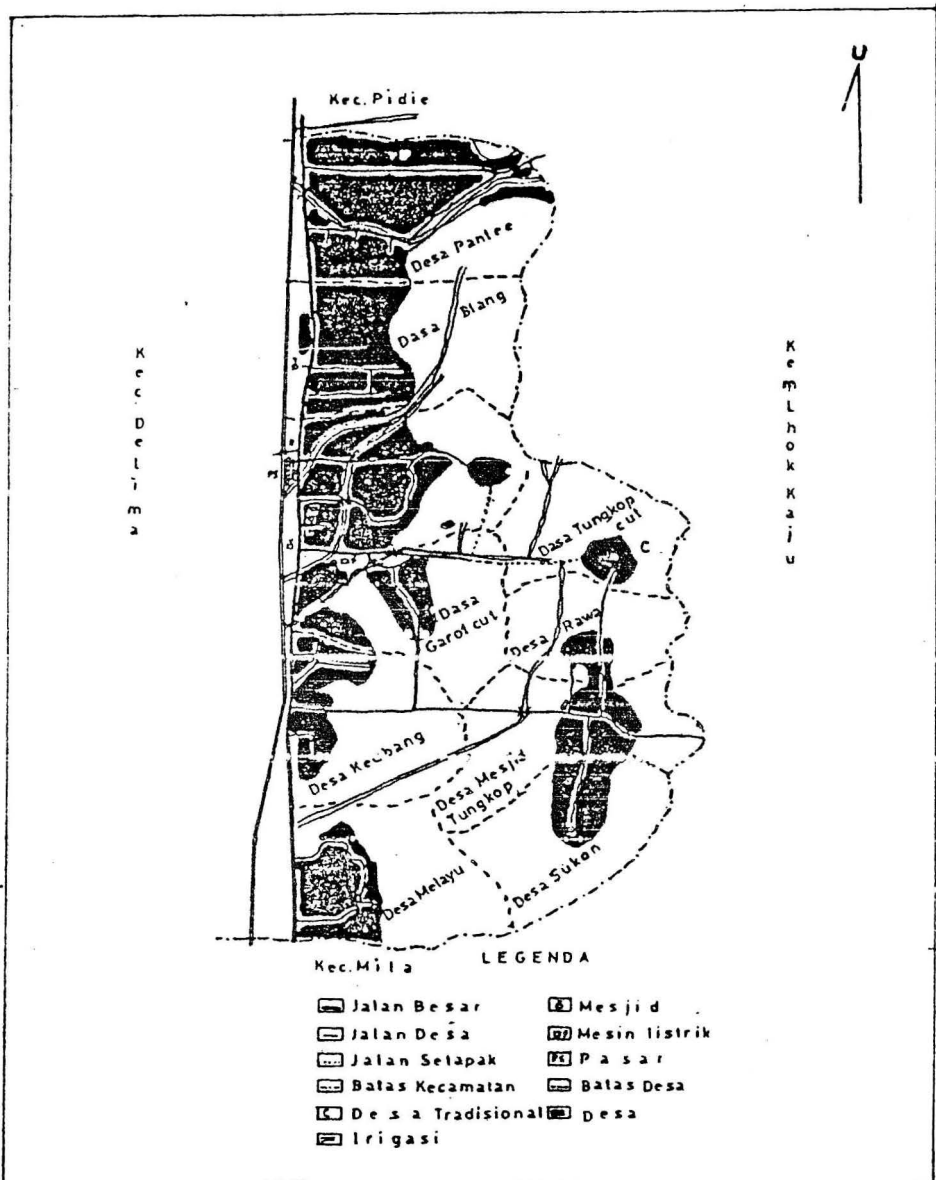 U
Kec. Pidie
Desa Pantee
Dasa Blang
Kec. Delima
Kem Lhok Kaju
Dasa Tungkop cut
C
Dasa Garot cut
Desa Rawa
Desa Keubang
Desa Mesjid Tungkop
Desa Sukon
Desa Melayu
Kec. Mila
LEGENDA
Jalan Besar
Jalan Desa
Jalan Setapak
Batas Kecamatan
C Desa Tradisional
Irigasi
Mesjid
Mesin listrik
Ps Pasar
Batas Desa
Desa